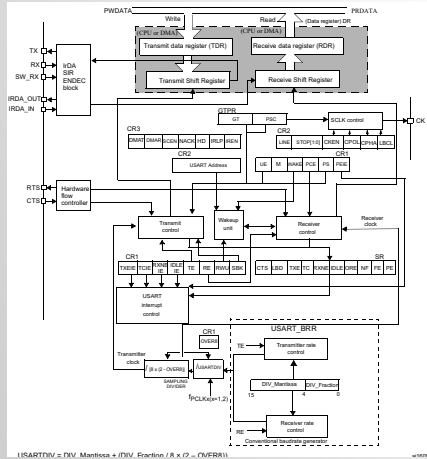 PWDATA
PRDATA
Write
Read
(Data register) DR
(CPU or DMA)
(CPU or DMA)
TX
RX
SW_RX
IRDA_OUT
IRDA_IN
IrDA
SIR
ENDEC
block
Transmit data register (TDR)
Receive data register (RDR)
Transmit Shift Register
Receive Shift Register
GTPR
GT
PSC
SCLK control
CK
CR3
DMAT
DMAR
SCEN
NACK
HD
IRLP
IREN
CR2
LINE
STOP[1:0]
CKEN
CPOL
CPHA
LBCL
CR2
USART Address
CR1
UE
M
WAKE
PCE
PS
PEIE
RTS
CTS
Hardware
flow
controller
Transmit
control
Wakeup
unit
Receiver
control
Receiver
clock
CR1
TXEIE
TCIE
RXNE
IE
IDLE
IE
TE
RE
RWU
SBK
SR
CTS
LBD
TXE
TC
RXNE
IDLE
ORE
NF
FE
PE
USART
interrupt
control
USART_BRR
CR1
OVER8
Transmitter
clock
/ [8 x (2 - OVER8)]
/USARTDIV
SAMPLING
DIVIDER
fPCLKx(x=1,2)
TE
Transmitter rate
control
DIV_Mantissa
DIV_Fraction
15
4
0
RE
Receiver rate
control
Conventional baudrate generator
USARTDIV = DIV_Mantissa + (DIV_Fraction / 8 × (2 – OVER8))